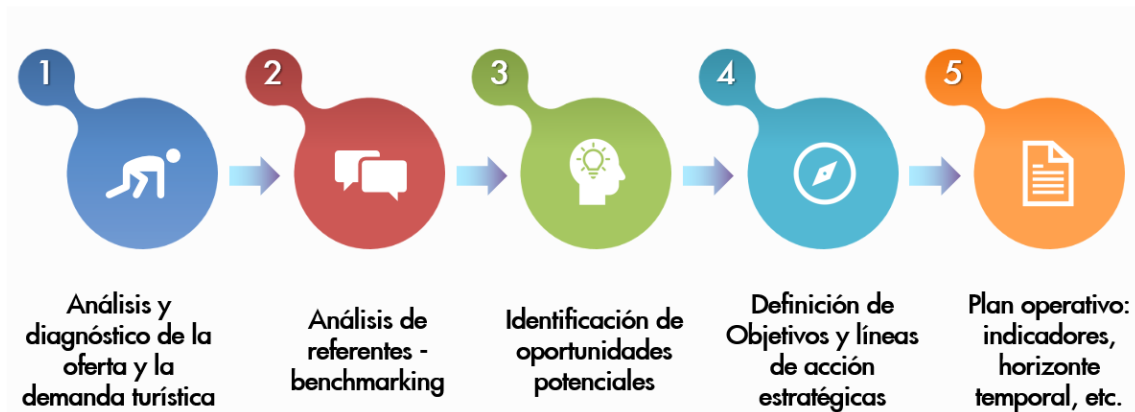 1
Análisis y
diagnóstico de la
oferta y la
demanda turística
2
Análisis de
referentes -
benchmarking
3
Identificación de
oportunidades
potenciales
4
Definición de
Objetivos y líneas
de acción
estratégicas
5
Plan operativo:
indicadores,
horizonte
temporal, etc.